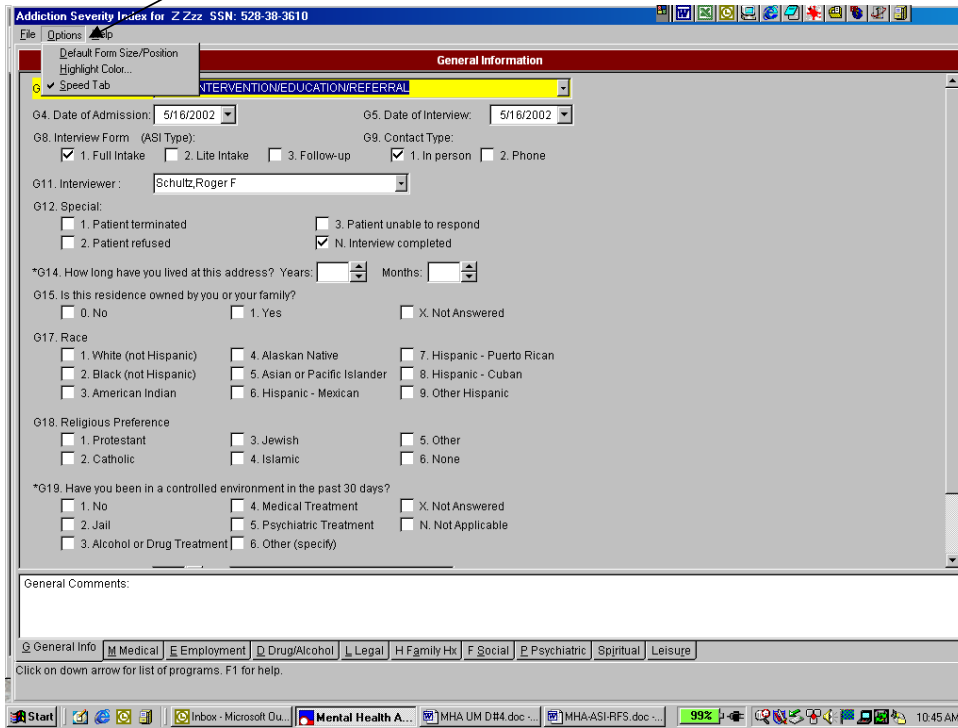 Addiction Severity Index for Z Zzz SSN: 528-38-3610
File Options Help
Default Form Size/Position
Highlight Color...
Speed Tab
General Information
G TERVENTION/EDUCATION/REFERRAL
G4. Date of Admission: 5/16/2002 G5. Date of Interview: 5/16/2002
G8. Interview Form (ASI Type): G9. Contact Type:
1. Full Intake 2. Lite Intake 3. Follow-up 1. In person 2. Phone
G11. Interviewer : Schultz,Roger F
G12. Special:
1. Patient terminated 3. Patient unable to respond
2. Patient refused N. Interview completed
*G14. How long have you lived at this address? Years: Months:
G15. Is this residence owned by you or your family?
0. No 1. Yes X. Not Answered
G17. Race
1. White (not Hispanic) 4. Alaskan Native 7. Hispanic - Puerto Rican
2. Black (not Hispanic) 5. Asian or Pacific Islander 8. Hispanic - Cuban
3. American Indian 6. Hispanic - Mexican 9. Other Hispanic
G18. Religious Preference
1. Protestant 3. Jewish 5. Other
2. Catholic 4. Islamic 6. None
*G19. Have you been in a controlled environment in the past 30 days?
1. No 4. Medical Treatment X. Not Answered
2. Jail 5. Psychiatric Treatment N. Not Applicable
3. Alcohol or Drug Treatment 6. Other (specify)
General Comments:
G General Info M Medical E Employment D Drug/Alcohol L Legal H Family Hx F Social P Psychiatric Spiritual Leisure
Click on down arrow for list of programs. F1 for help.
Start Inbox - Microsoft Ou... Mental Health A... MHA UM D#4.doc -... MHA-ASI-RFS.doc -... 99% 10:45 AM